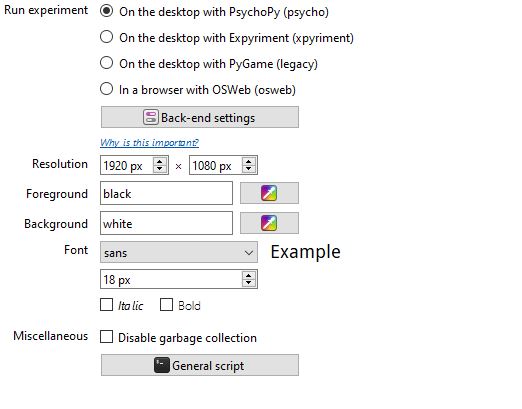 Run experiment On the desktop with PsychoPy (psycho)
On the desktop with Expyriment (xpyriment)
On the desktop with PyGame (legacy)
In a browser with OSWeb (osweb)
Back-end settings
Why is this important?
Resolution 1920 px × 1080 px
Foreground black
Background white
Font sans Example
18 px
Italic Bold
Miscellaneous Disable garbage collection
General script